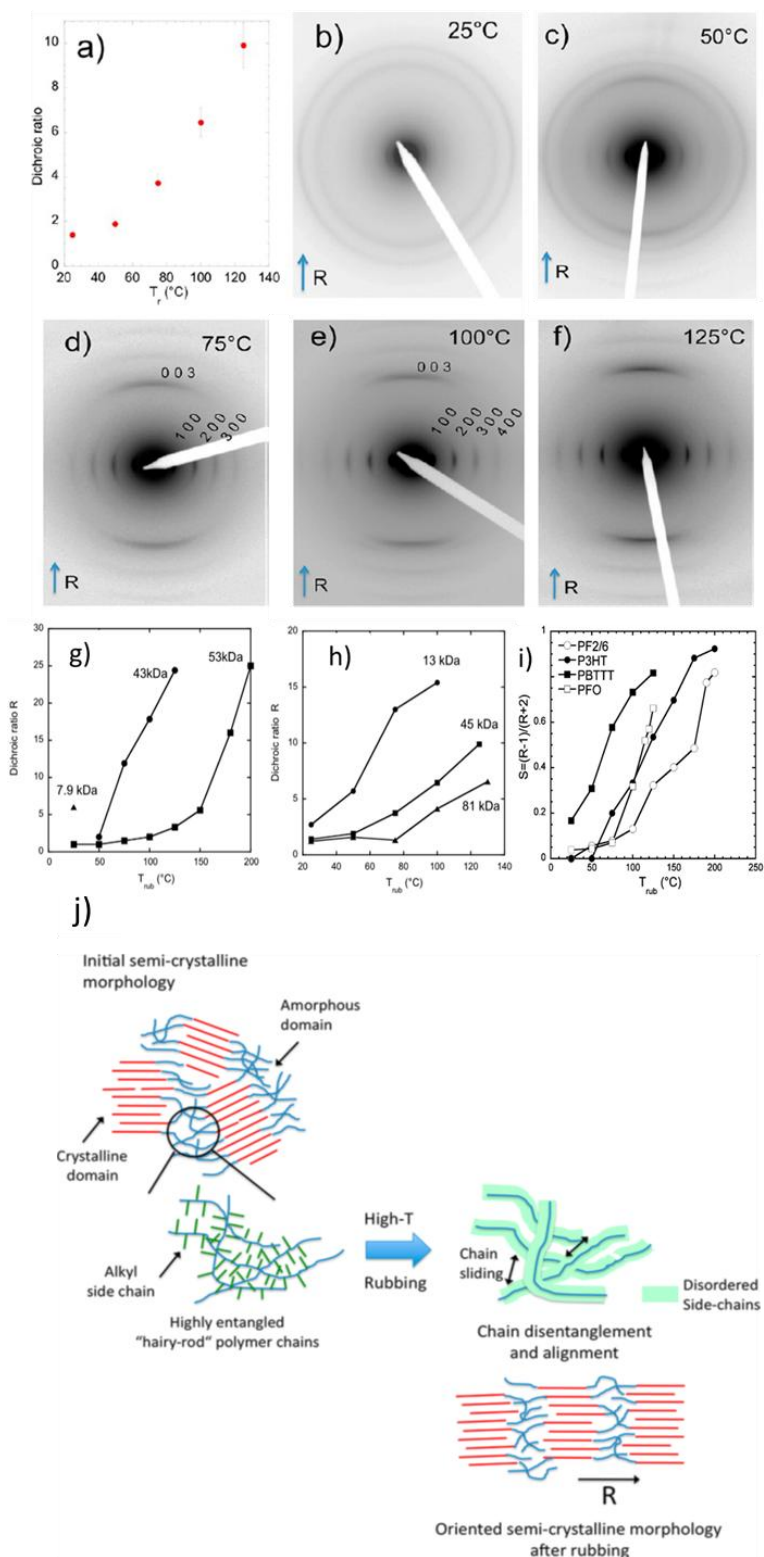 a)
Dichroic ratio
10
8
6
4
2
0
20 40 60 80 100 120 140
T_r (°C)
b)
25°C
R
c)
50°C
R
d)
75°C
0 0 3
1 0 0
2 0 0
3 0 0
R
e)
100°C
0 0 3
1 0 0
2 0 0
3 0 0
4 0 0
R
f)
125°C
R
g)
Dichroic ratio R
30
25
20
15
10
5
0
43kDa
53kDa
7.9 kDa
0 50 100 150 200
T_rub (°C)
h)
Dichroic ratio R
20
15
10
5
0
13 kDa
45 kDa
81 kDa
20 40 60 80 100 120 140
T_rub (°C)
i)
S=(R-1)/(R+2)
1
0.8
0.6
0.4
0.2
0
PF2/6
P3HT
PBTTT
PFO
0 50 100 150 200
T_rub (°C)
j)
Initial semi-crystalline
morphology
Amorphous
domain
Crystalline
domain
Alkyl
side chain
Highly entangled
“hairy-rod“ polymer chains
High-T
Rubbing
Chain
sliding
Disordered
Side-chains
Chain disentanglement
and alignment
R
Oriented semi-crystalline morphology
after rubbing